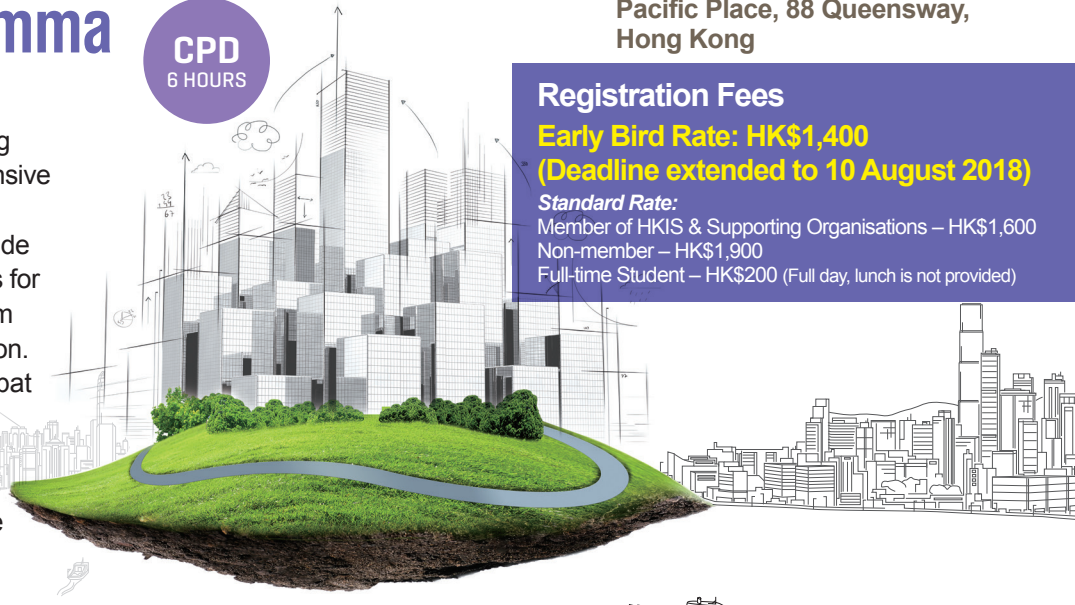 mma
CPD
6 HOURS
Pacific Place, 88 Queensway,
Hong Kong
Registration Fees
Early Bird Rate: HK$1,400
(Deadline extended to 10 August 2018)
Standard Rate:
Member of HKIS & Supporting Organisations – HK$1,600
Non-member – HK$1,900
Full-time Student – HK$200 (Full day, lunch is not provided)
g
nsive
de
s for
m
on.
bat
e